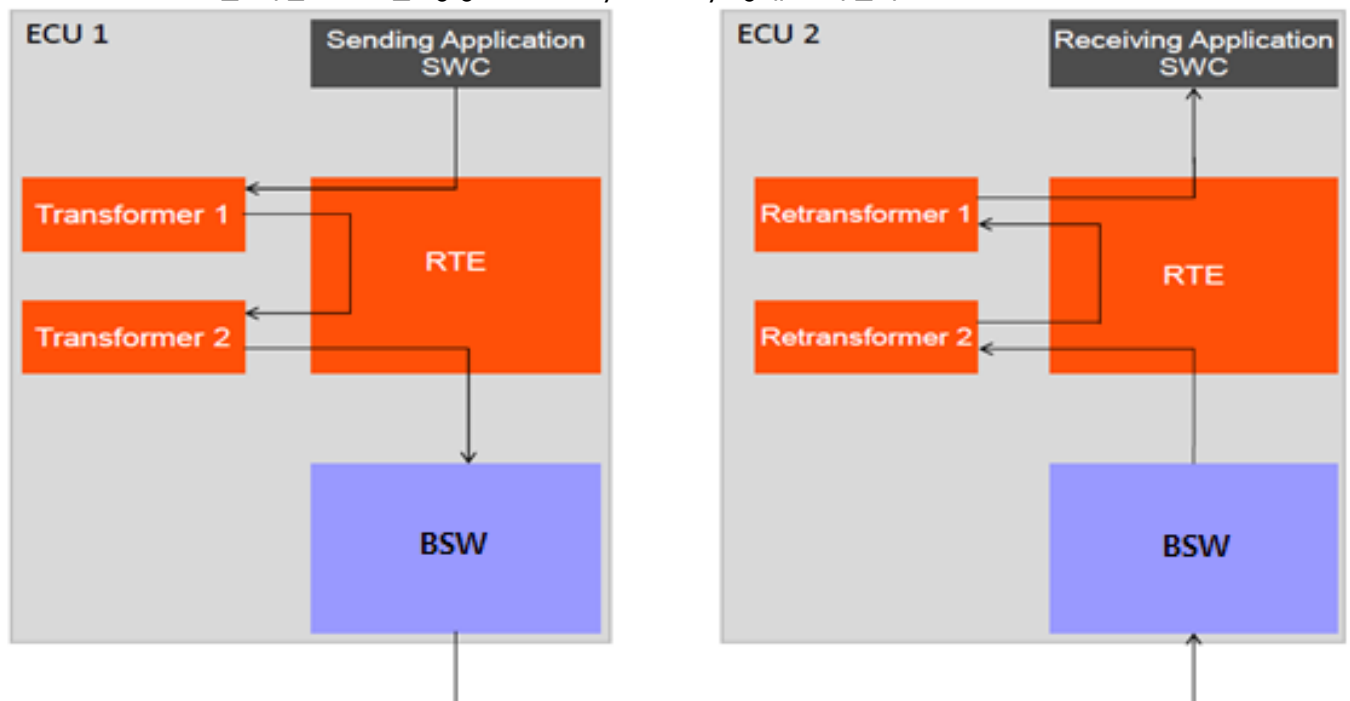 ECU 1
Sending Application
SWC
Transformer 1
RTE
Transformer 2
BSW
ECU 2
Receiving Application
SWC
Retransformer 1
RTE
Retransformer 2
BSW